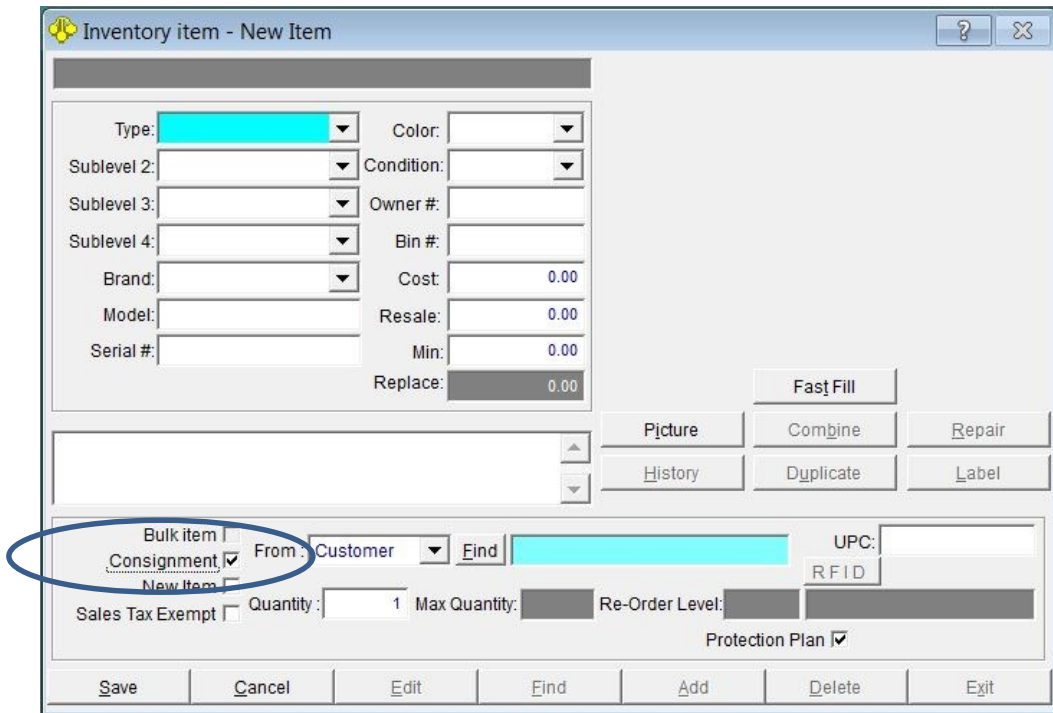 Inventory item - New Item
Type: Color:
Sublevel 2: Condition:
Sublevel 3: Owner #:
Sublevel 4: Bin #:
Brand: Cost: 0.00
Model: Resale: 0.00
Serial #: Min: 0.00
Replace: 0.00
Fast Fill
Picture Combine Repair
History Duplicate Label
Bulk item
Consignment From : Customer Find UPC:
RFID
New Item
Sales Tax Exempt Quantity : 1 Max Quantity: Re-Order Level:
Protection Plan
Save Cancel Edit Find Add Delete Exit